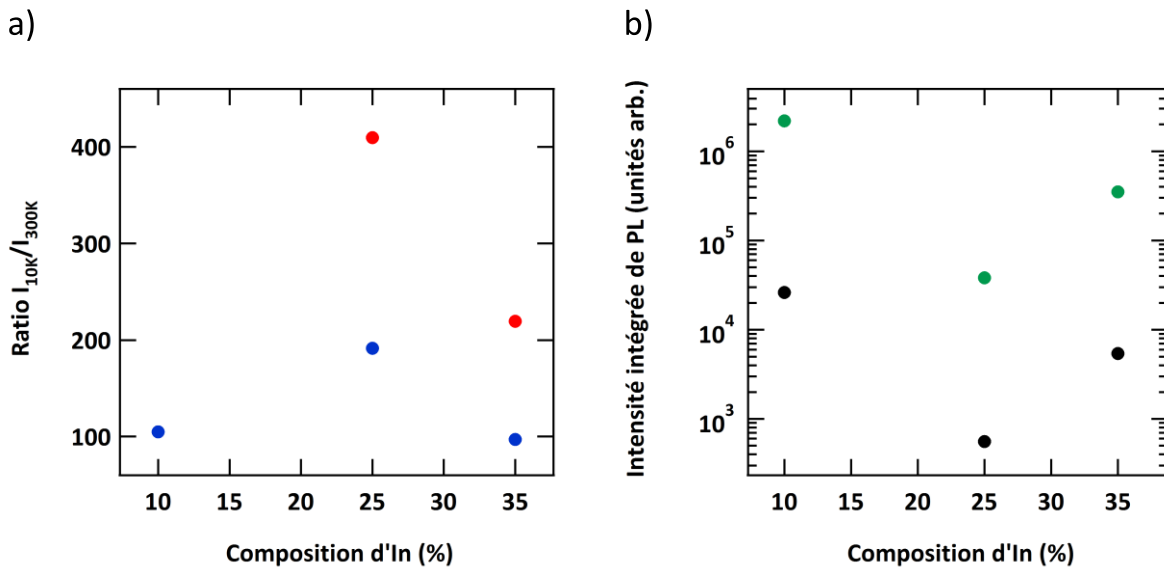 a)
Ratio I10K/I300K
400
300
200
100
10 15 20 25 30 35
Composition d'In (%)
b)
Intensité intégrée de PL (unités arb.)
10^6
10^5
10^4
10^3
10 15 20 25 30 35
Composition d'In (%)